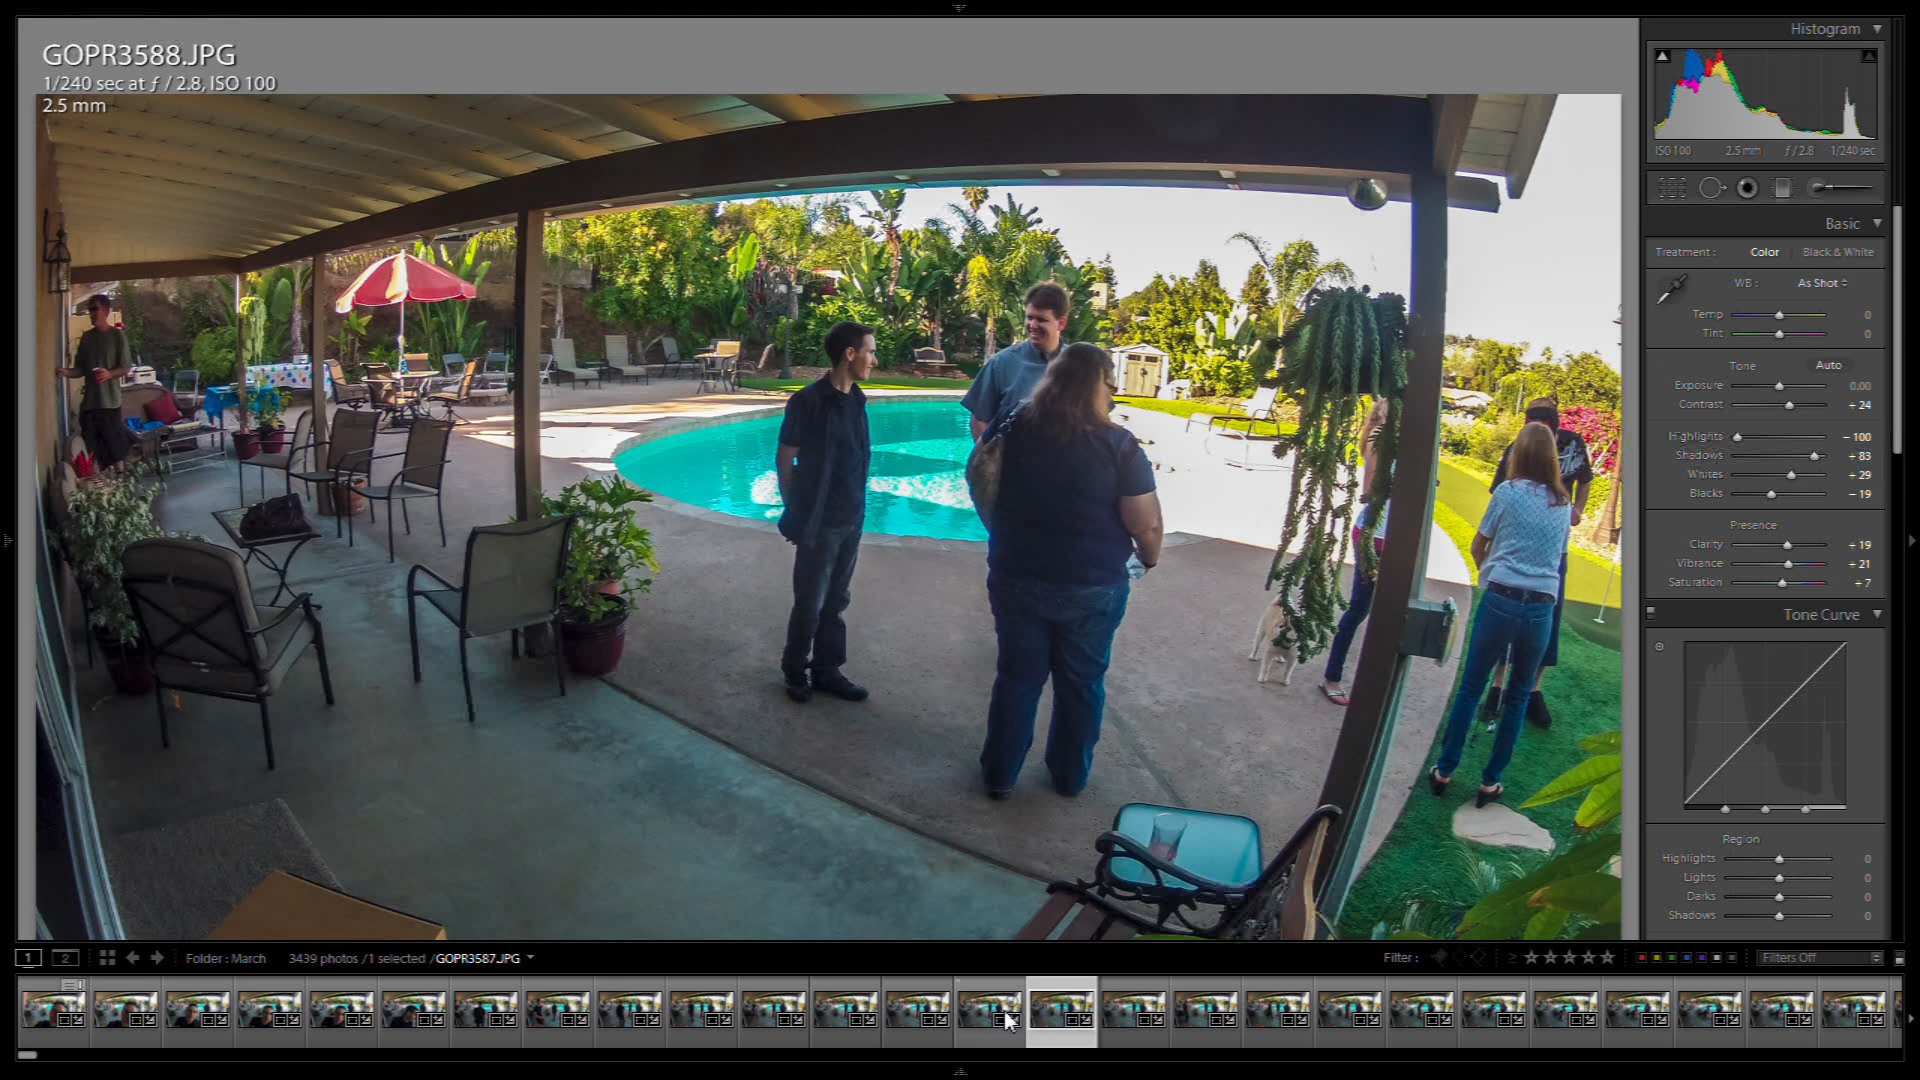 GOPR3588.JPG
1/240 sec at ƒ / 2.8, ISO 100
2.5 mm
Histogram
ISO 100 2.5 mm ƒ / 2.8 1/240 sec
Basic
Treatment : Color Black & White
WB : As Shot
Temp 0
Tint 0
Tone Auto
Exposure 0.00
Contrast + 24
Highlights − 100
Shadows + 83
Whites + 29
Blacks − 19
Presence
Clarity + 19
Vibrance + 21
Saturation + 7
Tone Curve
Region
Highlights 0
Lights 0
Darks 0
Shadows 0
1 2 Folder : March 3439 photos / 1 selected / GOPR3587.JPG Filter : ≥ Filters Off